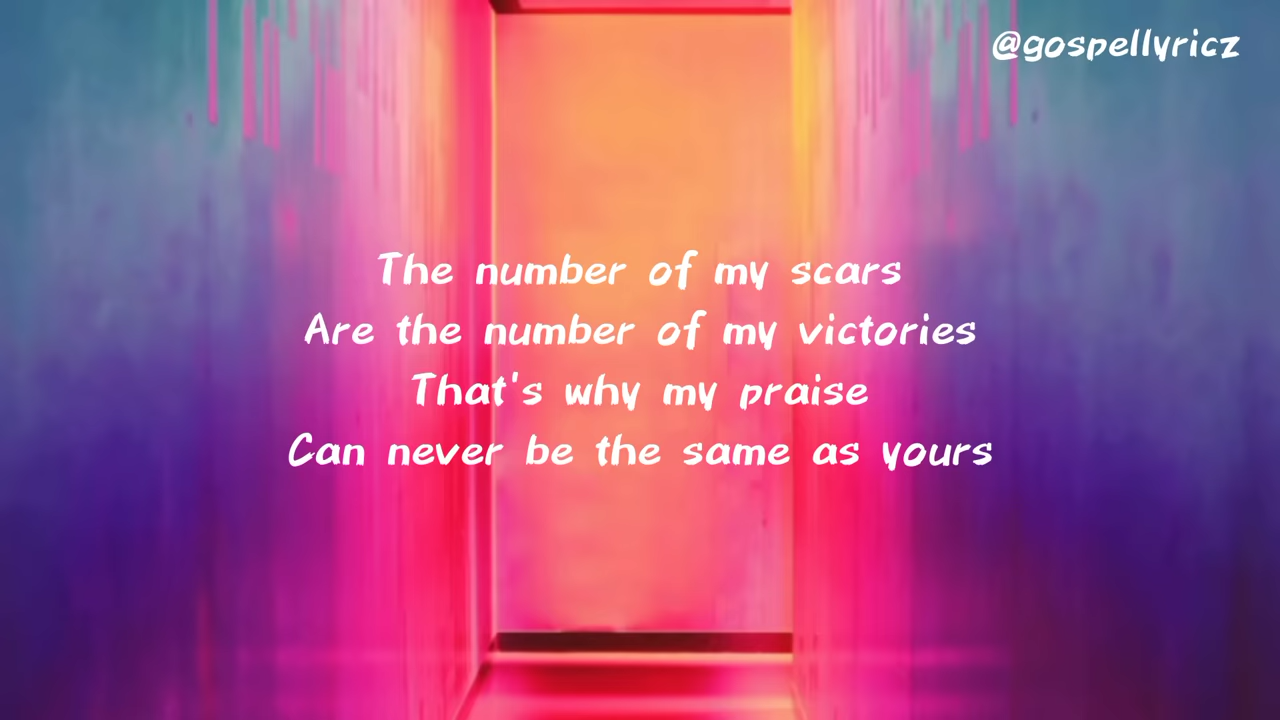 @gospellyricz
The number of my scars
Are the number of my victories
That's why my praise
Can never be the same as yours